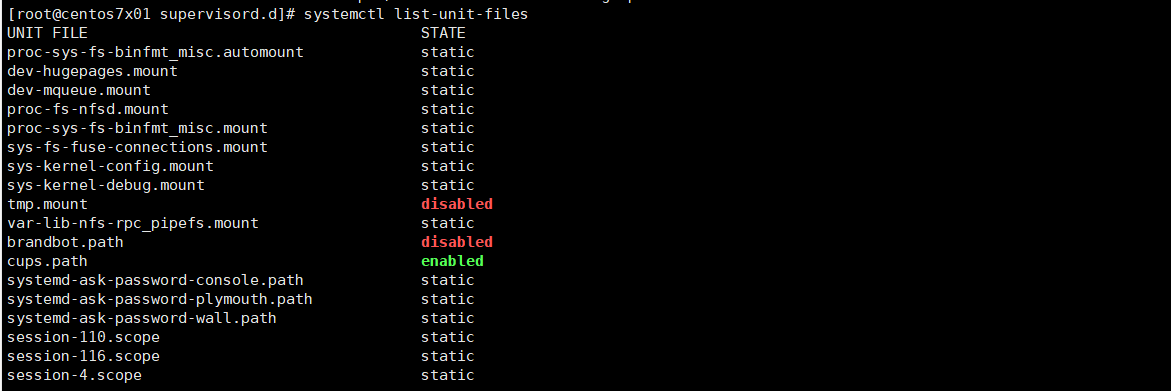 [root@centos7x01 supervisord.d]# systemctl list-unit-files
UNIT FILE STATE
proc-sys-fs-binfmt_misc.automount static
dev-hugepages.mount static
dev-mqueue.mount static
proc-fs-nfsd.mount static
proc-sys-fs-binfmt_misc.mount static
sys-fs-fuse-connections.mount static
sys-kernel-config.mount static
sys-kernel-debug.mount static
tmp.mount disabled
var-lib-nfs-rpc_pipefs.mount static
brandbot.path disabled
cups.path enabled
systemd-ask-password-console.path static
systemd-ask-password-plymouth.path static
systemd-ask-password-wall.path static
session-110.scope static
session-116.scope static
session-4.scope static